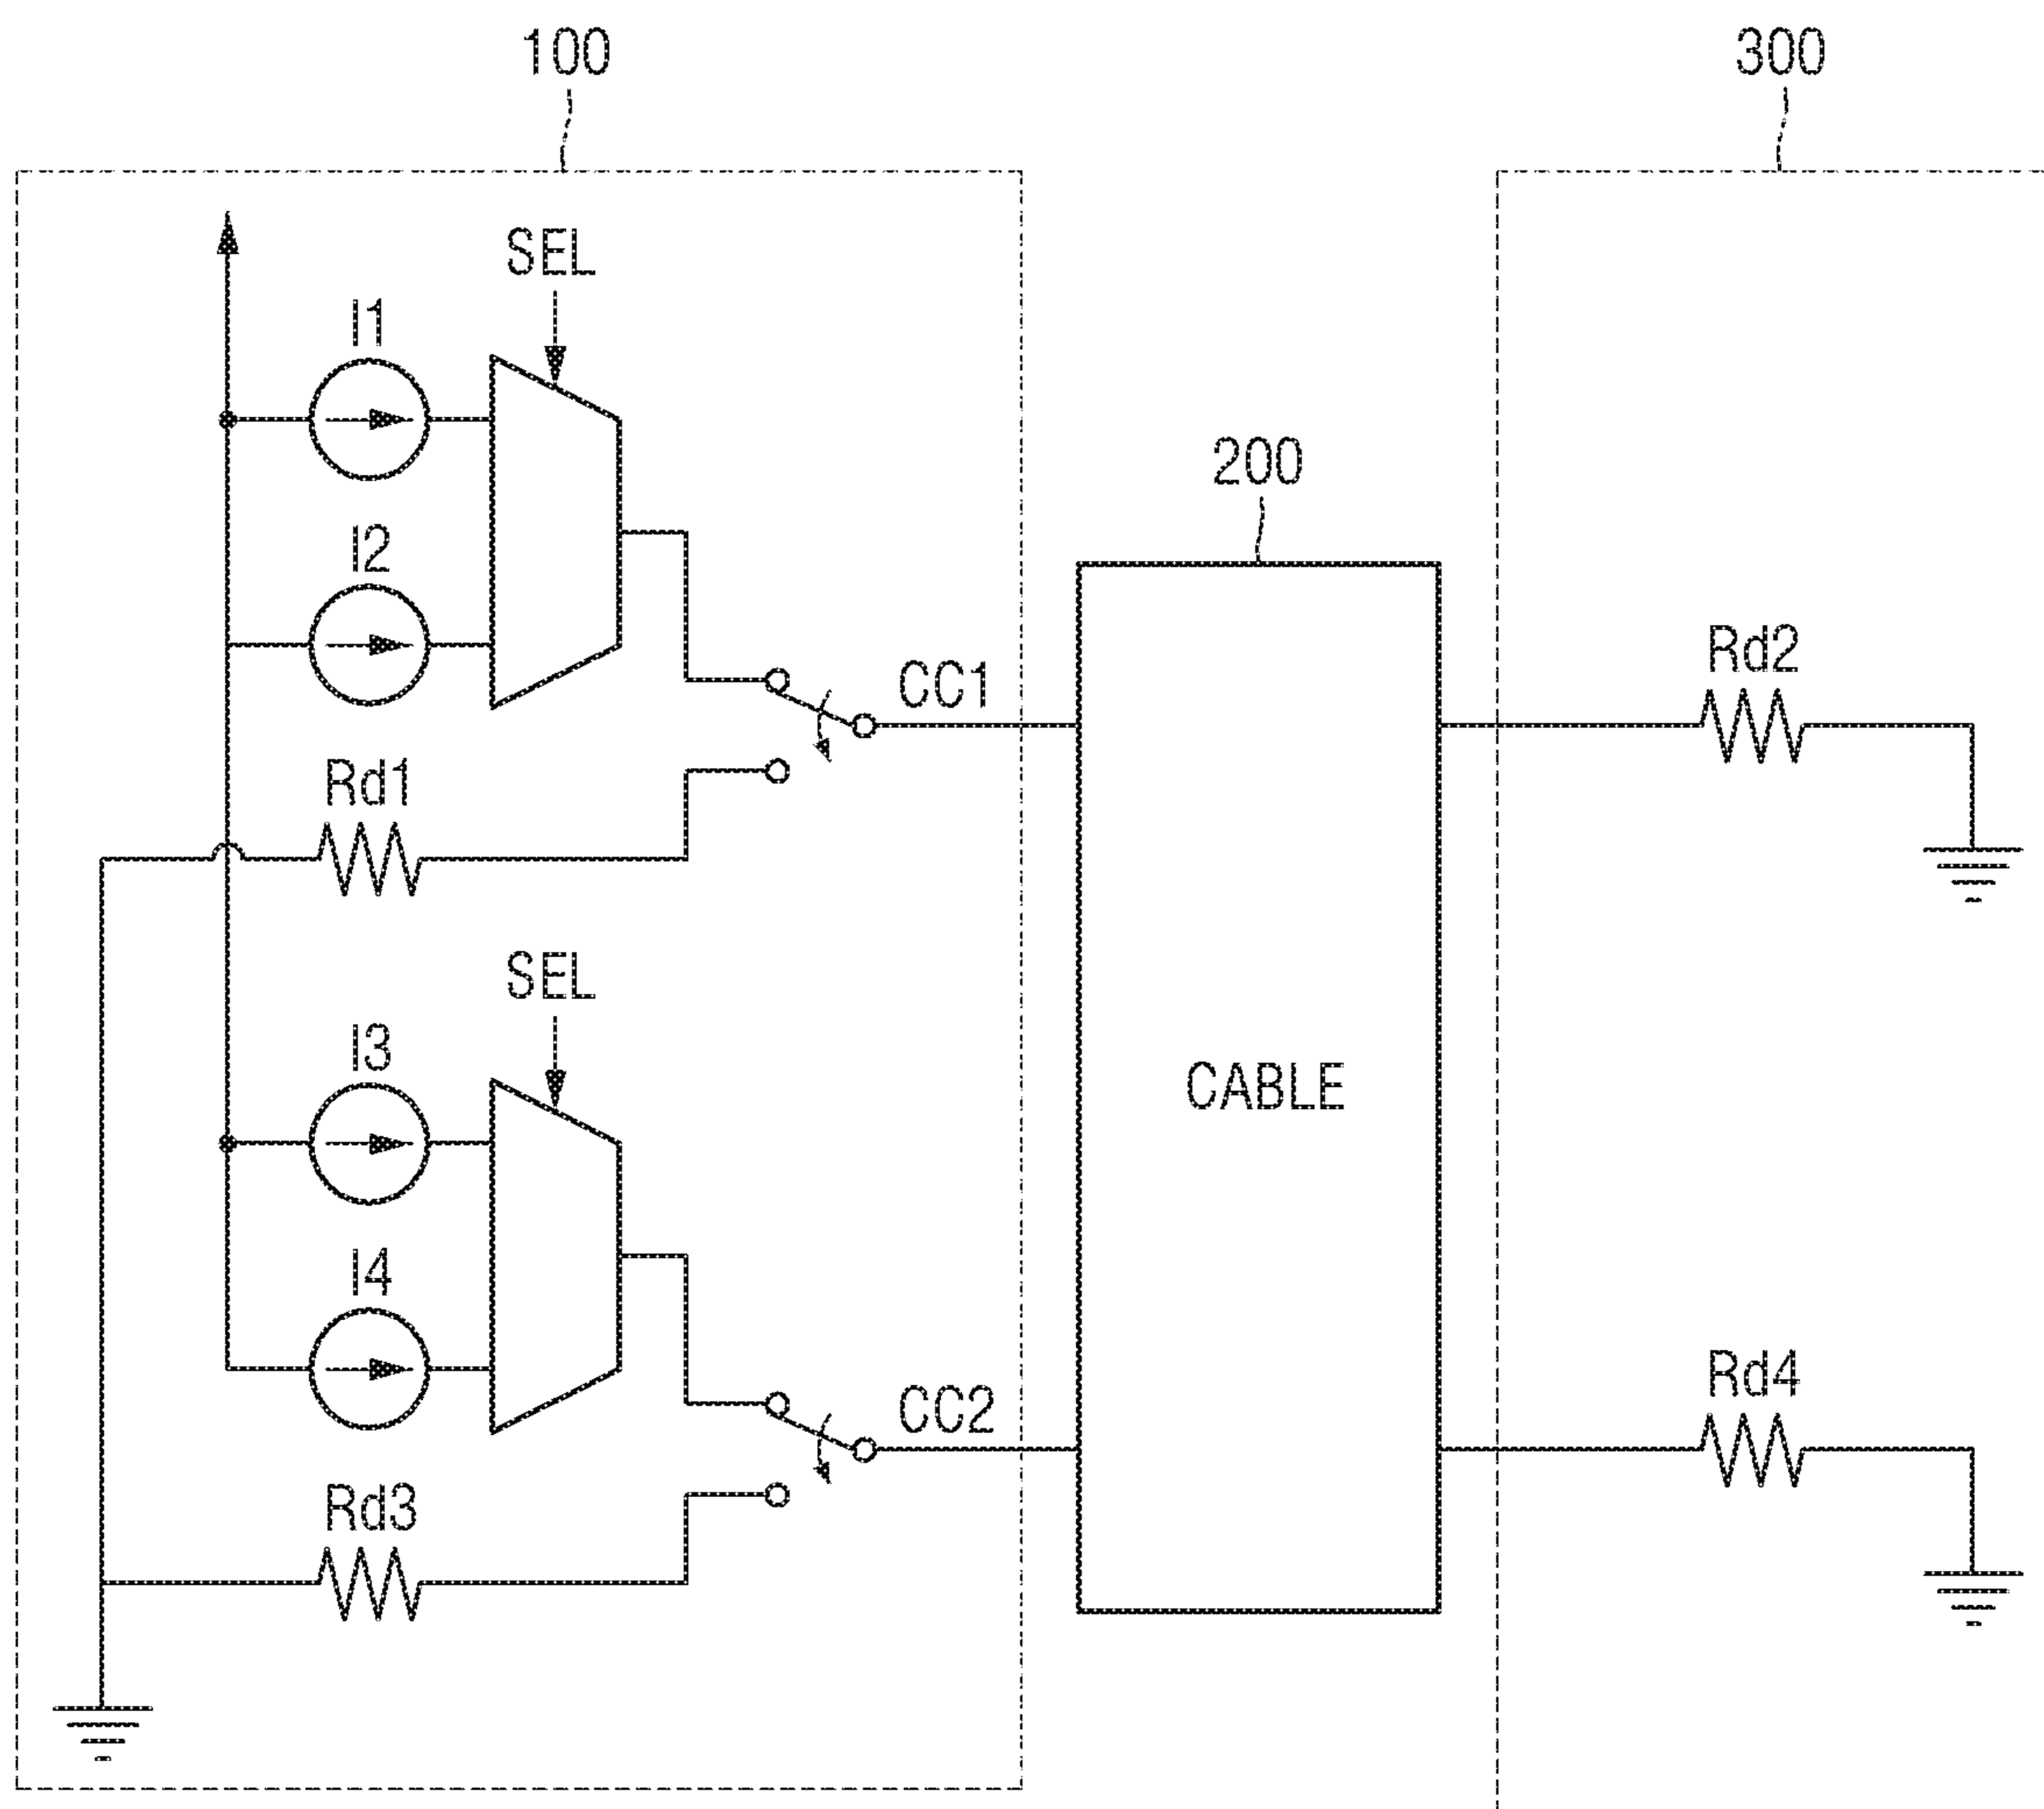 100
300
SEL
I1
200
I2
CC1
Rd2
Rd1
SEL
I3
CABLE
I4
CC2
Rd4
Rd3